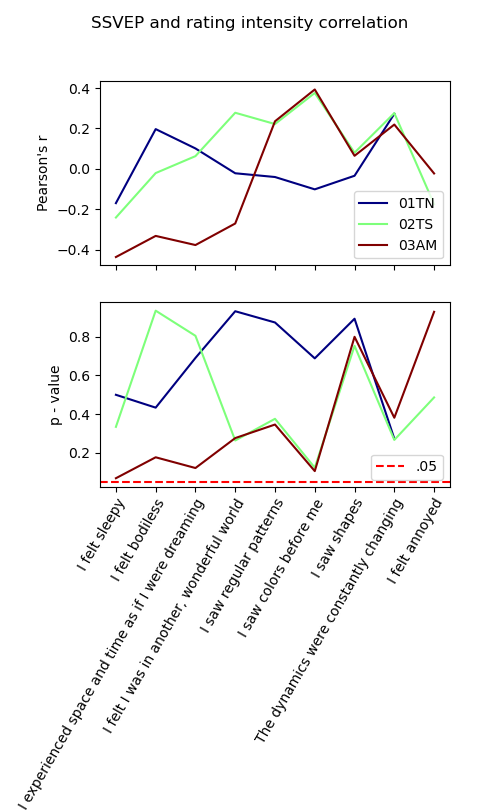 SSVEP and rating intensity correlation
Pearson's r
0.4
0.2
0.0
−0.2
−0.4
01TN
02TS
03AM
p - value
0.8
0.6
0.4
0.2
.05
I felt sleepy
I felt bodiless
I experienced space and time as if I were dreaming
I felt I was in another, wonderful world
I saw regular patterns
I saw colors before me
I saw shapes
The dynamics were constantly changing
I felt annoyed